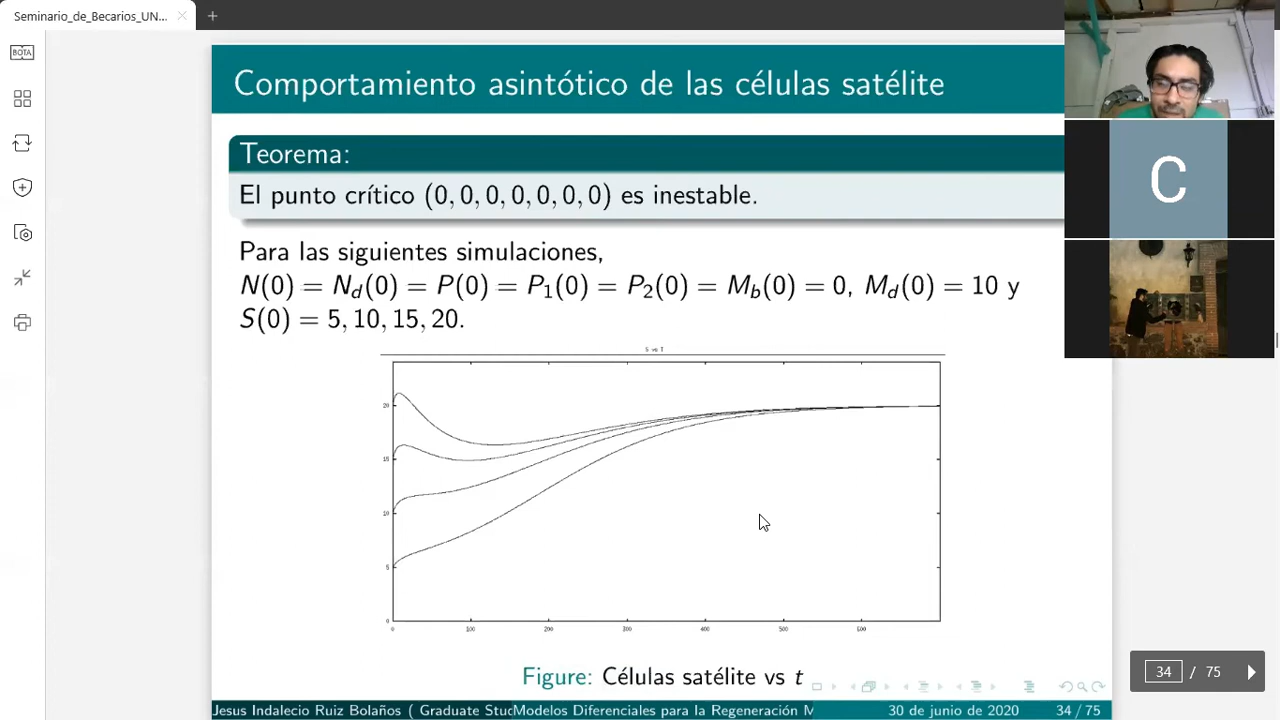 Seminario_de_Becarios_UN...
BOTA
Comportamiento asintótico de las células satélite
Teorema:
El punto crítico (0, 0, 0, 0, 0, 0, 0) es inestable.
Para las siguientes simulaciones,
N(0) = N_d(0) = P(0) = P_1(0) = P_2(0) = M_b(0) = 0, M_d(0) = 10 y
S(0) = 5, 10, 15, 20.
S vs T
20
15
10
5
0
0 100 200 300 400 500 600
Figure: Células satélite vs t
Jesus Indalecio Ruiz Bolaños ( Graduate Stud
Modelos Diferenciales para la Regeneración M
30 de junio de 2020
34 / 75
C
34 / 75